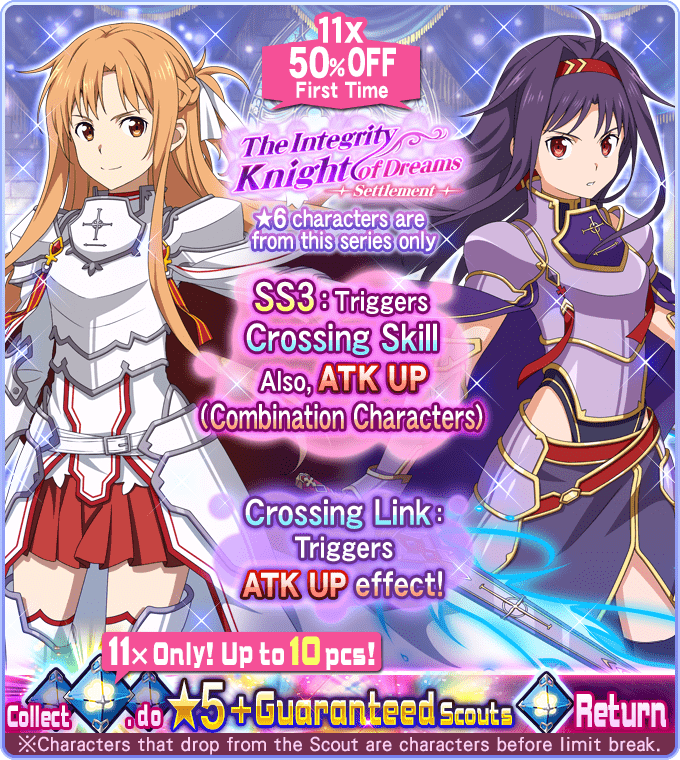 11x
50%OFF
First Time
The Integrity
Knight of Dreams
Settlement
★6 characters are
from this series only
SS3 : Triggers
Crossing Skill
Also, ATK UP
(Combination Characters)
Crossing Link :
Triggers
ATK UP effect!
11× Only! Up to 10 pcs!
Collect , do ★5+Guaranteed Scouts Return
※Characters that drop from the Scout are characters before limit break.